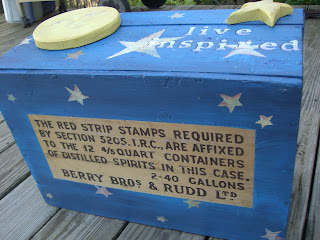 live
inspired
THE RED STRIP STAMPS REQUIRED
BY SECTION 5205, I.R.C., ARE AFFIXED
TO THE 12 4/5 QUART CONTAINERS
OF DISTILLED SPIRITS IN THIS CASE.
2·40 GALLONS
BERRY BROS & RUDD LTD